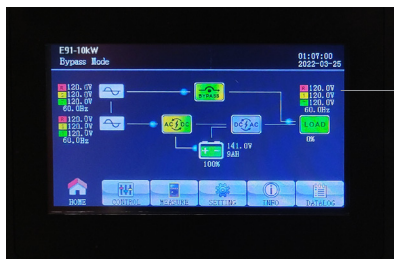 E91-10kW
Bypass Mode
01:07:00
2022-03-25
R 120.0V
S 120.0V
120.0V
60.0Hz
BYPASS
R 120.0V
S 120.0V
120.0V
60.0Hz
R 120.0V
S 120.0V
120.0V
60.0Hz
AC DC
DC AC
LOAD
0%
141.0V
9AH
100%
HOME
CONTROL
MEASURE
SETTING
INFO
DATALOG